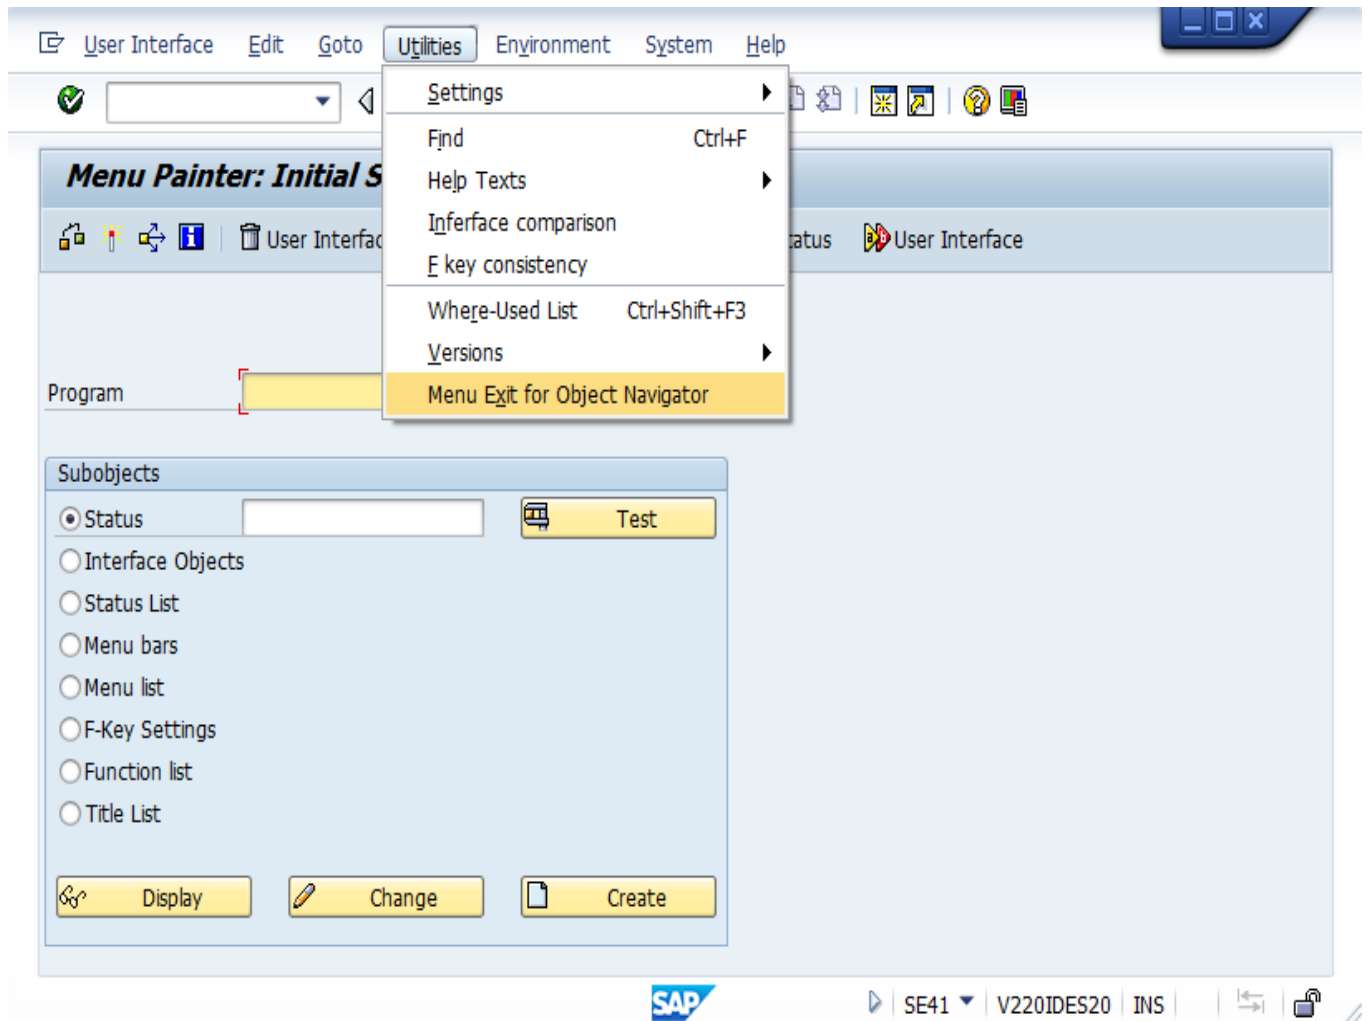 User Interface Edit Goto Utilities Environment System Help
Settings
Find Ctrl+F
Menu Painter: Initial S
Help Texts
Inferface comparison
User Interfac
atus User Interface
F key consistency
Where-Used List Ctrl+Shift+F3
Versions
Program
Menu Exit for Object Navigator
Subobjects
Status Test
Interface Objects
Status List
Menu bars
Menu list
F-Key Settings
Function list
Title List
Display Change Create
SAP SE41 V220IDES20 INS